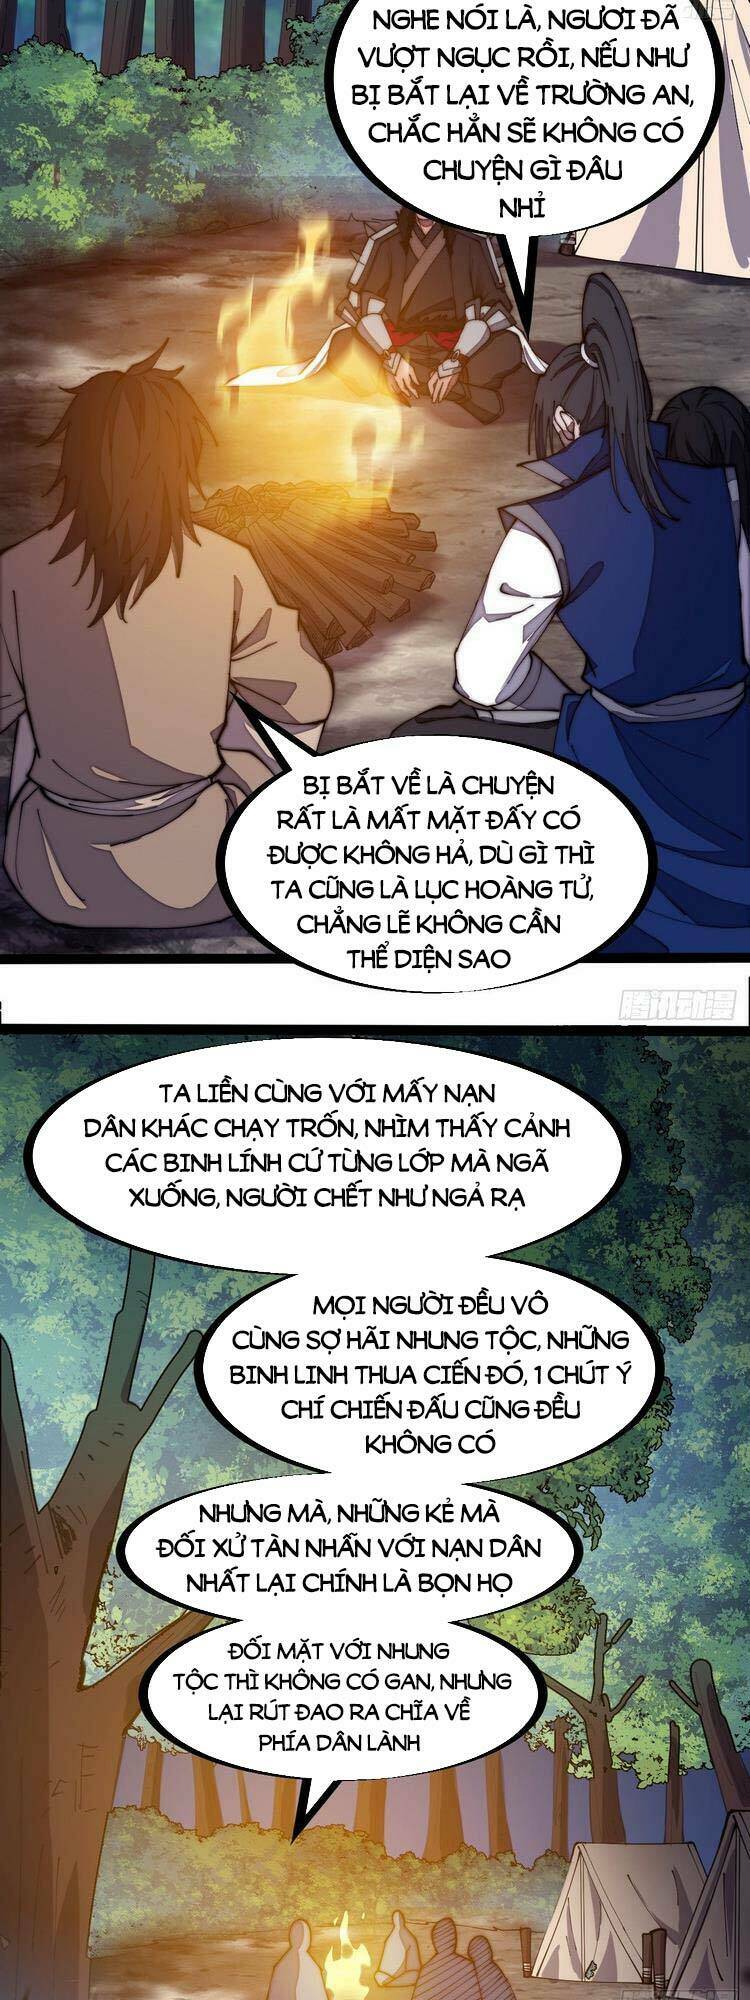 NGHE NÓI LÀ, NGƯƠI ĐÃ
VƯỢT NGỤC RỒI, NẾU NHƯ
BỊ BẮT LẠI VỀ TRƯỜNG AN,
CHẮC HẲN SẼ KHÔNG CÓ
CHUYỆN GÌ ĐÂU
NHỈ
BỊ BẮT VỀ LÀ CHUYỆN
RẤT LÀ MẤT MẶT ĐẤY CÓ
ĐƯỢC KHÔNG HẢ, DÙ GÌ THÌ
TA CŨNG LÀ LỤC HOÀNG TỬ,
CHẲNG LẼ KHÔNG CẦN
THỂ DIỆN SAO
腾讯动漫
TA LIỀN CÙNG VỚI MẤY NẠN
DÂN KHÁC CHẠY TRỐN, NHÌM THẤY CẢNH
CÁC BINH LÍNH CỨ TỪNG LỚP MÀ NGÃ
XUỐNG, NGƯỜI CHẾT NHƯ NGẢ RẠ
MỌI NGƯỜI ĐỀU VÔ
CÙNG SỢ HÃI NHUNG TỘC, NHỮNG
BINH LINH THUA CIẾN ĐÓ, 1 CHÚT Ý
CHÍ CHIẾN ĐẤU CŨNG ĐỀU
KHÔNG CÓ
NHƯNG MÀ, NHỮNG KẺ MÀ
ĐỐI XỬ TÀN NHẪN VỚI NẠN DÂN
NHẤT LẠI CHÍNH LÀ BỌN HỌ
ĐỐI MẶT VỚI NHUNG
TỘC THÌ KHÔNG CÓ GAN, NHƯNG
LẠI RÚT ĐAO RA CHĨA VỀ
PHÍA DÂN LÀNH